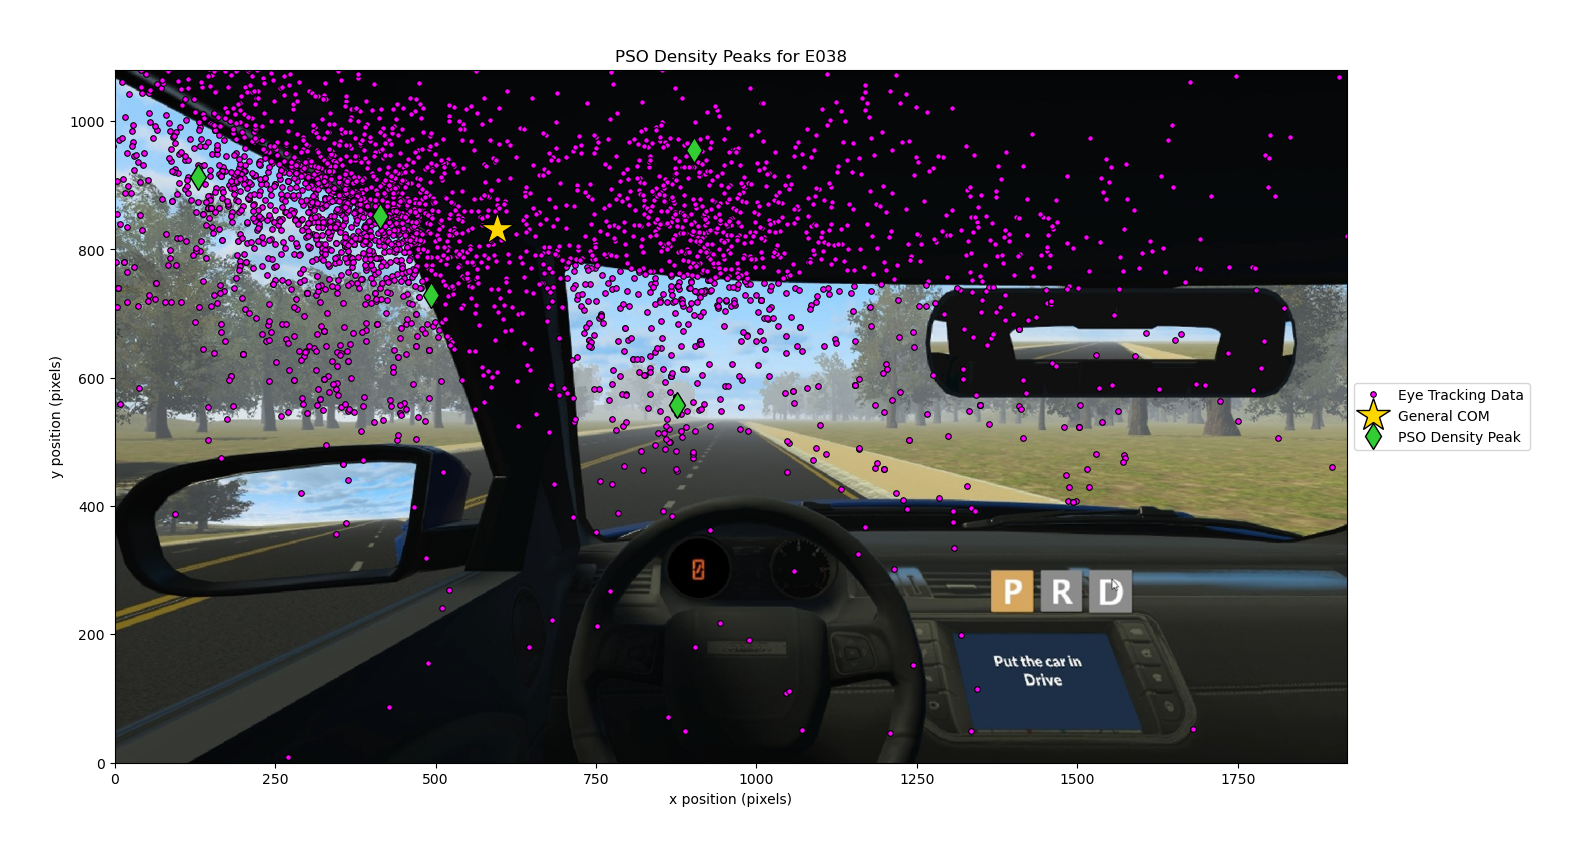 PSO Density Peaks for E038
1000
800
600
400
200
0
y position (pixels)
0
250
500
750
1000
1250
1500
1750
x position (pixels)
Eye Tracking Data
General COM
PSO Density Peak
0
P R D
Put the car in
Drive